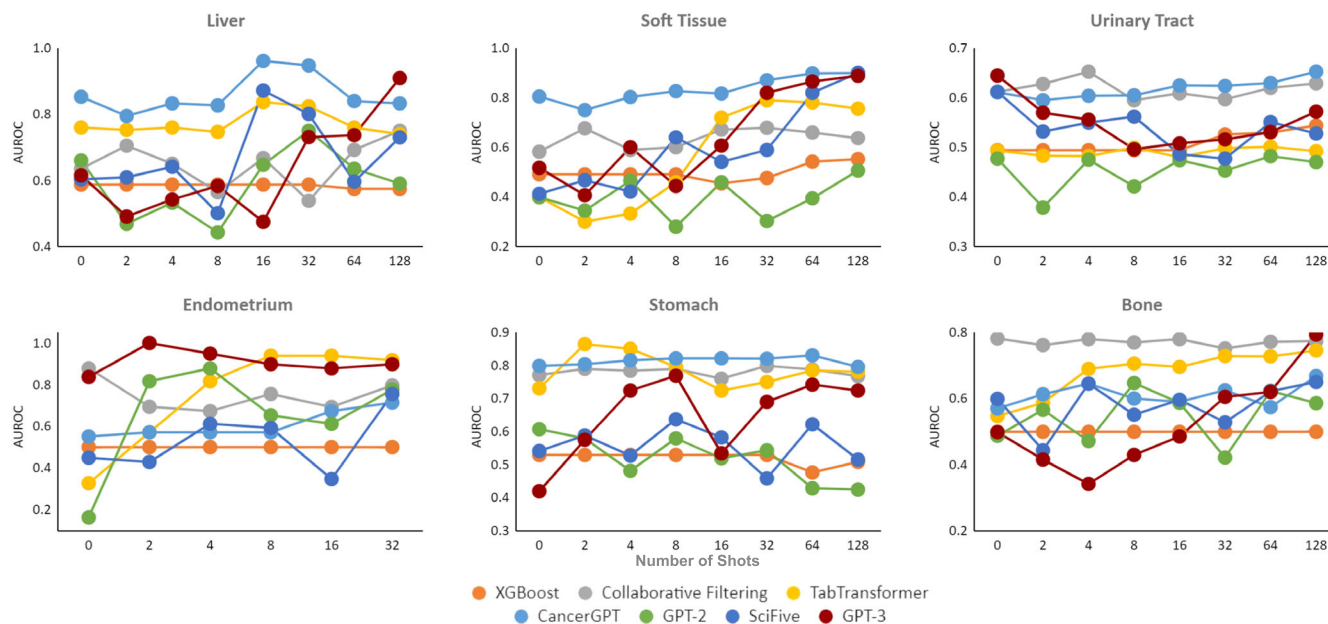 Liver
Soft Tissue
Urinary Tract
1.0
0.8
0.6
0.4
AUROC
0 2 4 8 16 32 64 128
1.0
0.8
0.6
0.4
0.2
AUROC
0 2 4 8 16 32 64 128
0.7
0.6
0.5
0.4
0.3
AUROC
0 2 4 8 16 32 64 128
Endometrium
Stomach
Bone
1.0
0.8
0.6
0.4
0.2
AUROC
0 2 4 8 16 32
0.9
0.8
0.7
0.6
0.5
0.4
0.3
AUROC
0 2 4 8 16 32 64 128
0.8
0.6
0.4
0.2
AUROC
0 2 4 8 16 32 64 128
Number of Shots
XGBoost Collaborative Filtering TabTransformer
CancerGPT GPT-2 SciFive GPT-3